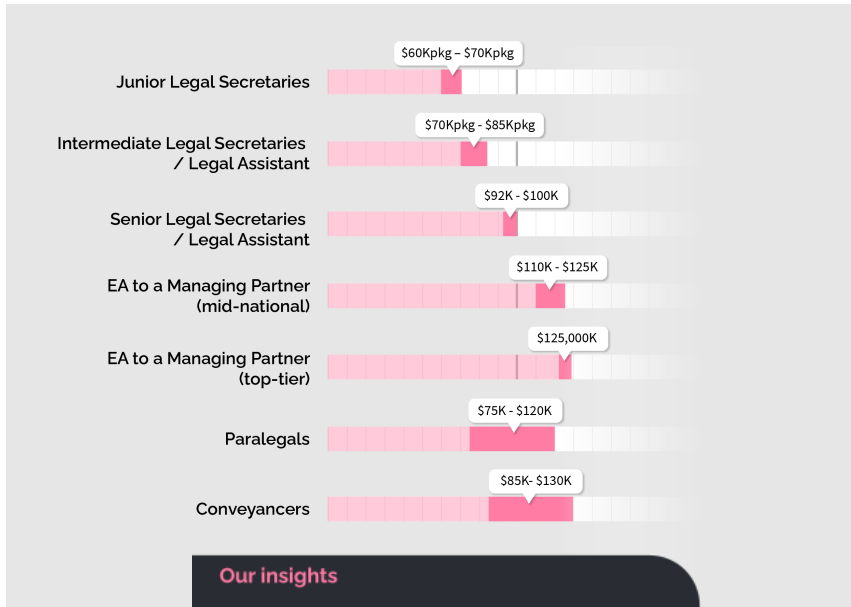 $60Kpkg – $70Kpkg
Junior Legal Secretaries
$70Kpkg - $85Kpkg
Intermediate Legal Secretaries
/ Legal Assistant
$92K - $100K
Senior Legal Secretaries
/ Legal Assistant
$110K - $125K
EA to a Managing Partner
(mid-national)
$125,000K
EA to a Managing Partner
(top-tier)
$75K - $120K
Paralegals
$85K- $130K
Conveyancers
Our insights